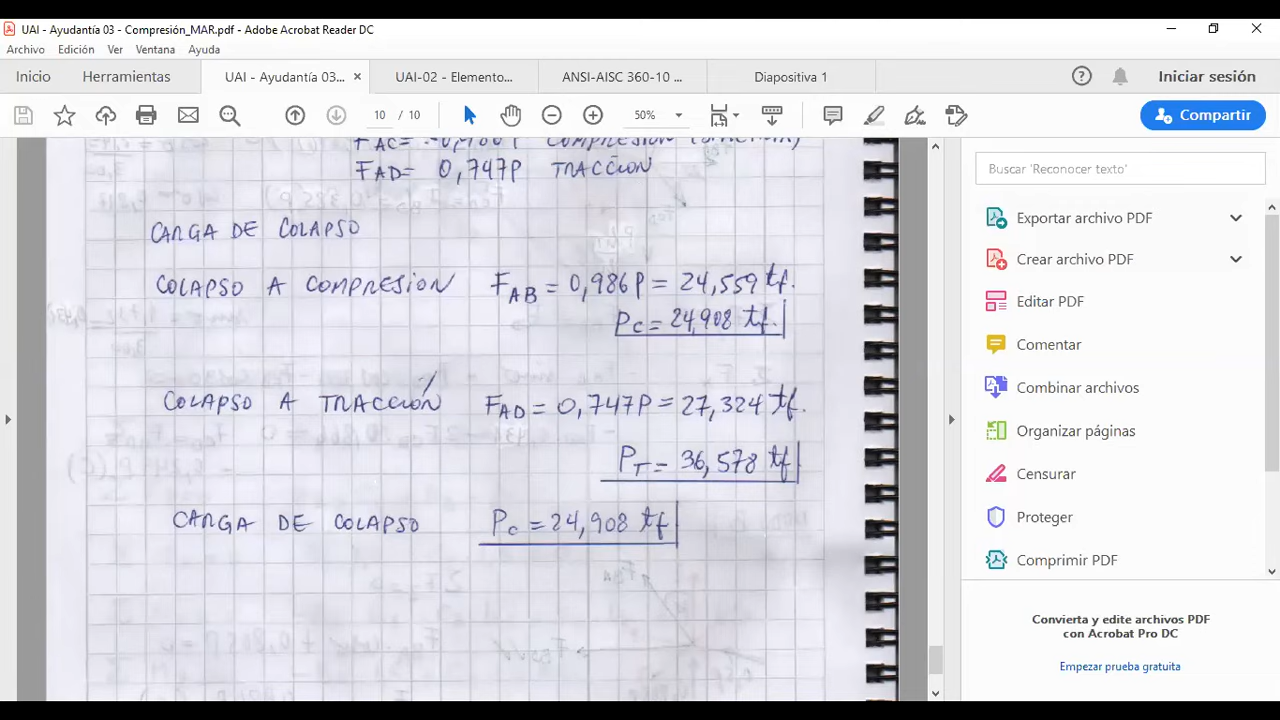 UAI - Ayudantía 03 - Compresión_MAR.pdf - Adobe Acrobat Reader DC
Archivo Edición Ver Ventana Ayuda
Inicio Herramientas UAI - Ayudantía 03... × UAI-02 - Elemento... ANSI-AISC 360-10 ... Diapositiva 1 Iniciar sesión
10 / 10 50% Compartir
COMPRESIÓN
FAD= 0,747P TRACCIÓN
CARGA DE COLAPSO
COLAPSO A COMPRESIÓN FAB = 0,986P = 24,559 tf.
Pc = 24,908 tf.
COLAPSO A TRACCIÓN FAD = 0,747P = 27,324 tf.
PT = 36,578 tf
CARGA DE COLAPSO Pc = 24,908 tf
Buscar 'Reconocer texto'
Exportar archivo PDF
Crear archivo PDF
Editar PDF
Comentar
Combinar archivos
Organizar páginas
Censurar
Proteger
Comprimir PDF
Convierta y edite archivos PDF
con Acrobat Pro DC
Empezar prueba gratuita